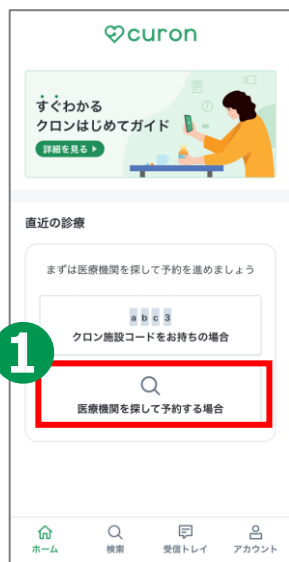 curon
すぐわかる
クロンはじめてガイド
詳細を見る
直近の診療
まずは医療機関を探して予約を進めましょう
a b c 3
クロン施設コードをお持ちの場合
1
医療機関を探して予約する場合
ホーム 検索 受信トレイ アカウント